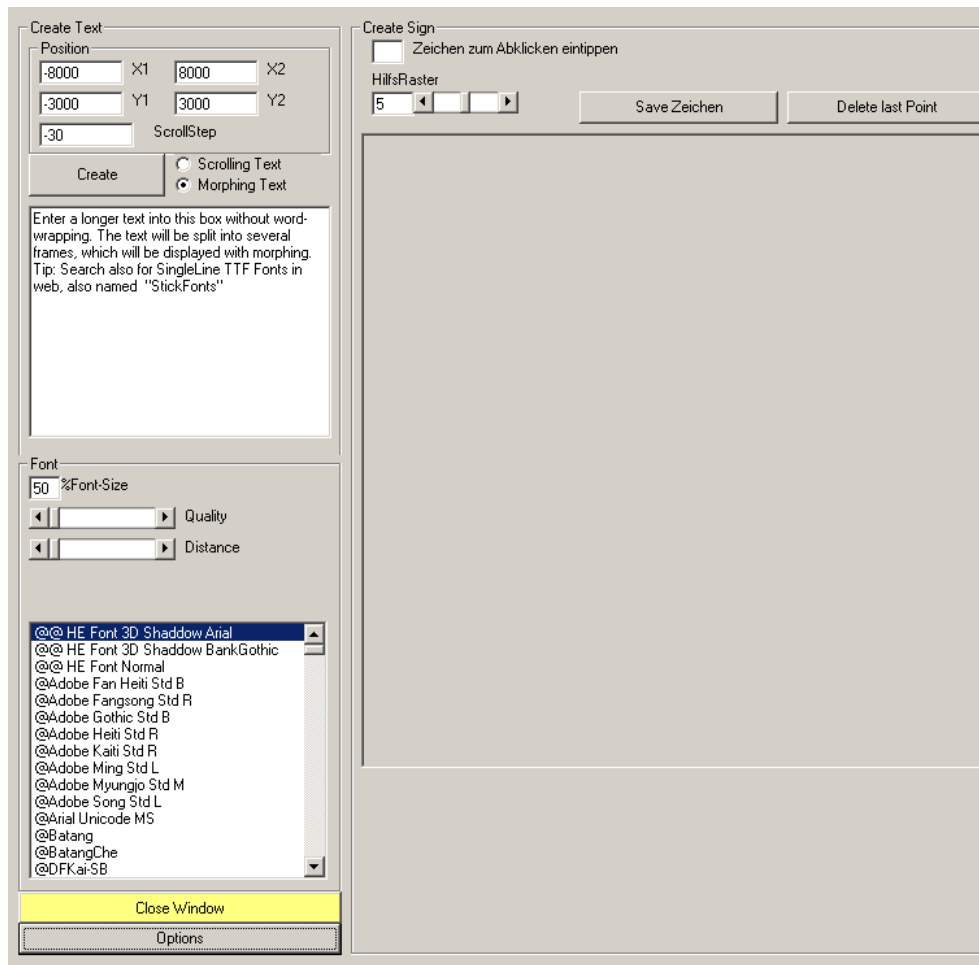 Create Text
Position
-8000 X1 8000 X2
-3000 Y1 3000 Y2
-30 ScrollStep
Create
Scrolling Text
Morphing Text
Enter a longer text into this box without word-
wrapping. The text will be split into several
frames, which will be displayed with morphing.
Tip: Search also for SingleLine TTF Fonts in
web, also named "StickFonts"
Font
50 %Font-Size
Quality
Distance
@@ HE Font 3D Shaddow Arial
@@ HE Font 3D Shaddow BankGothic
@@ HE Font Normal
@Adobe Fan Heiti Std B
@Adobe Fangsong Std R
@Adobe Gothic Std B
@Adobe Heiti Std R
@Adobe Kaiti Std R
@Adobe Ming Std L
@Adobe Myungjo Std M
@Adobe Song Std L
@Arial Unicode MS
@Batang
@BatangChe
@DFKai-SB
Close Window
Options
Create Sign
Zeichen zum Abklicken eintippen
HilfsRaster
5
Save Zeichen
Delete last Point